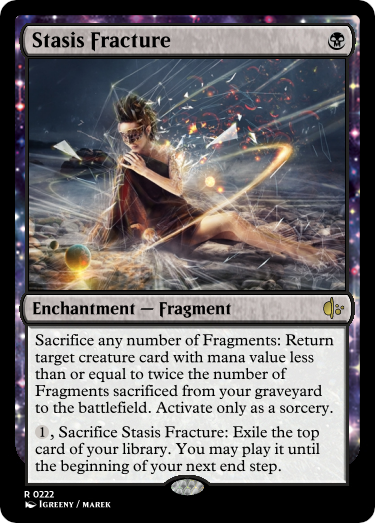 Stasis Fracture
Enchantment — Fragment
Sacrifice any number of Fragments: Return
target creature card with mana value less
than or equal to twice the number of
Fragments sacrificed from your graveyard
to the battlefield. Activate only as a sorcery.
1, Sacrifice Stasis Fracture: Exile the top
card of your library. You may play it until
the beginning of your next end step.
R 0222
Igreeny / marek